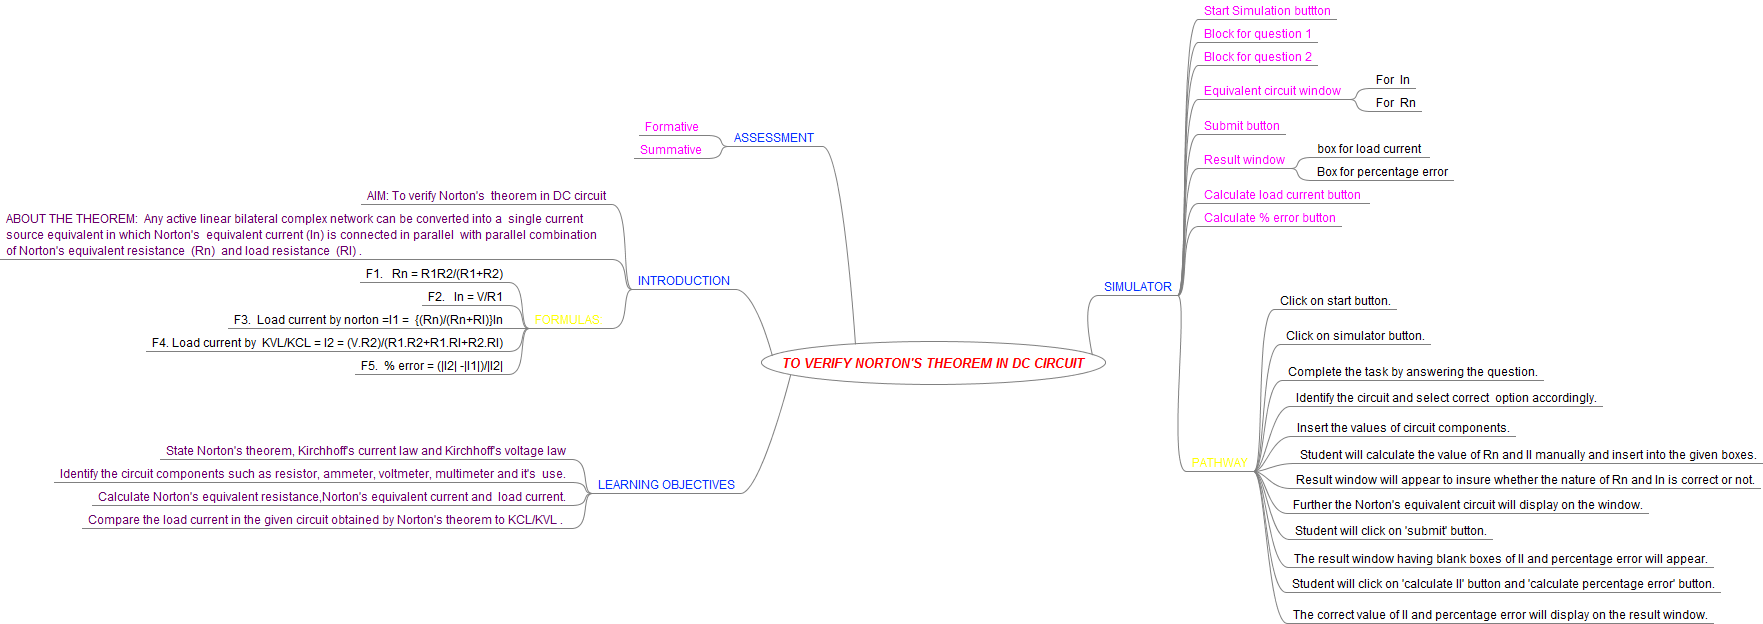 TO VERIFY NORTON'S THEOREM IN DC CIRCUIT
ASSESSMENT
Formative
Summative
INTRODUCTION
AIM: To verify Norton's theorem in DC circuit
ABOUT THE THEOREM: Any active linear bilateral complex network can be converted into a single current
source equivalent in which Norton's equivalent current (In) is connected in parallel with parallel combination
of Norton's equivalent resistance (Rn) and load resistance (Rl) .
FORMULAS
F1. Rn = R1R2/(R1+R2)
F2. In = V/R1
F3. Load current by norton =I1 = {(Rn)/(Rn+Rl)}In
F4. Load current by KVL/KCL = I2 = (V.R2)/(R1.R2+R1.Rl+R2.Rl)
F5. % error = (|I2| -|I1|)/|I2|
LEARNING OBJECTIVES
State Norton's theorem, Kirchhoff's current law and Kirchhoff's voltage law
Identify the circuit components such as resistor, ammeter, voltmeter, multimeter and it's use.
Calculate Norton's equivalent resistance,Norton's equivalent current and load current.
Compare the load current in the given circuit obtained by Norton's theorem to KCL/KVL .
SIMULATOR
Start Simulation buttton
Block for question 1
Block for question 2
Equivalent circuit window
For In
For Rn
Submit button
Result window
box for load current
Box for percentage error
Calculate load current button
Calculate % error button
PATHWAY
Click on start button.
Click on simulator button.
Complete the task by answering the question.
Identify the circuit and select correct option accordingly.
Insert the values of circuit components.
Student will calculate the value of Rn and Il manually and insert into the given boxes.
Result window will appear to insure whether the nature of Rn and In is correct or not.
Further the Norton's equivalent circuit will display on the window.
Student will click on 'submit' button.
The result window having blank boxes of Il and percentage error will appear.
Student will click on 'calculate Il' button and 'calculate percentage error' button.
The correct value of Il and percentage error will display on the result window.